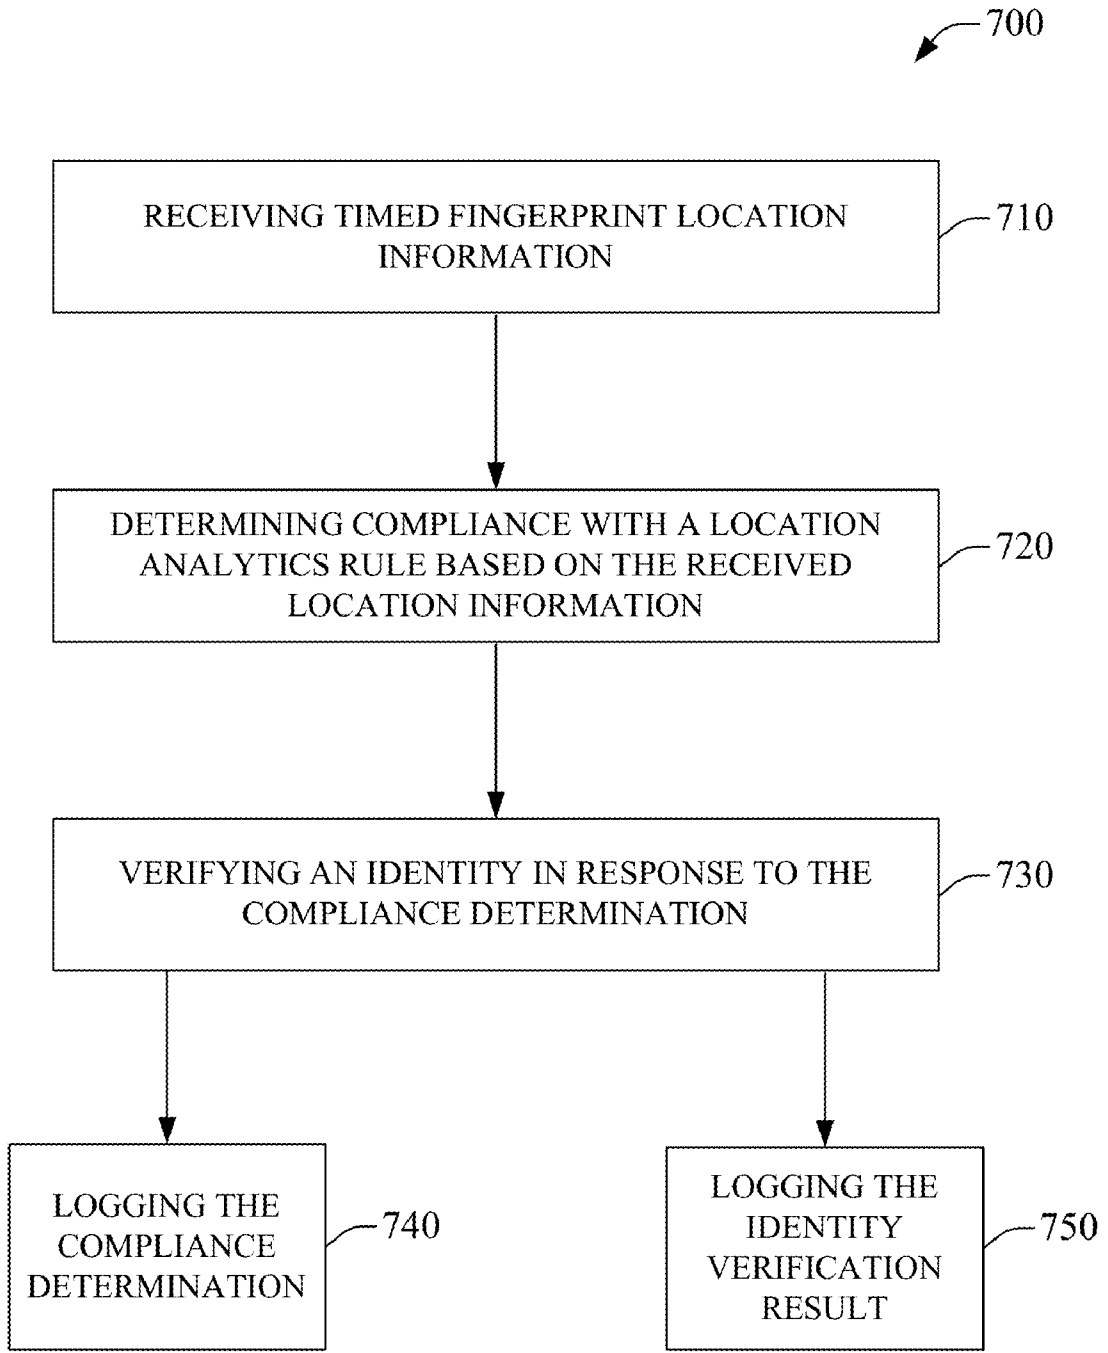 700
RECEIVING TIMED FINGERPRINT LOCATION
INFORMATION
710
DETERMINING COMPLIANCE WITH A LOCATION
ANALYTICS RULE BASED ON THE RECEIVED
LOCATION INFORMATION
720
VERIFYING AN IDENTITY IN RESPONSE TO THE
COMPLIANCE DETERMINATION
730
LOGGING THE
COMPLIANCE
DETERMINATION
740
LOGGING THE
IDENTITY
VERIFICATION
RESULT
750